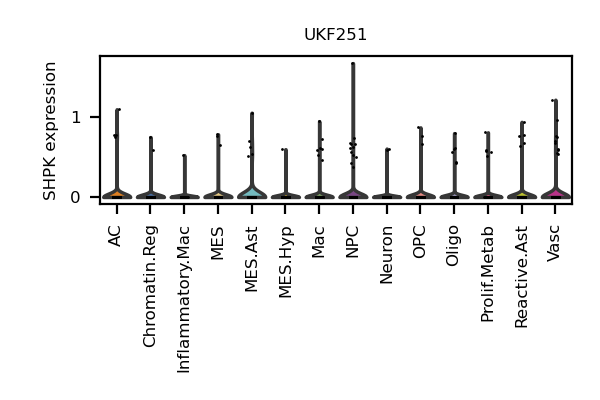 UKF251
SHPK expression
1
0
AC
Chromatin.Reg
Inflammatory.Mac
MES
MES.Ast
MES.Hyp
Mac
NPC
Neuron
OPC
Oligo
Prolif.Metab
Reactive.Ast
Vasc